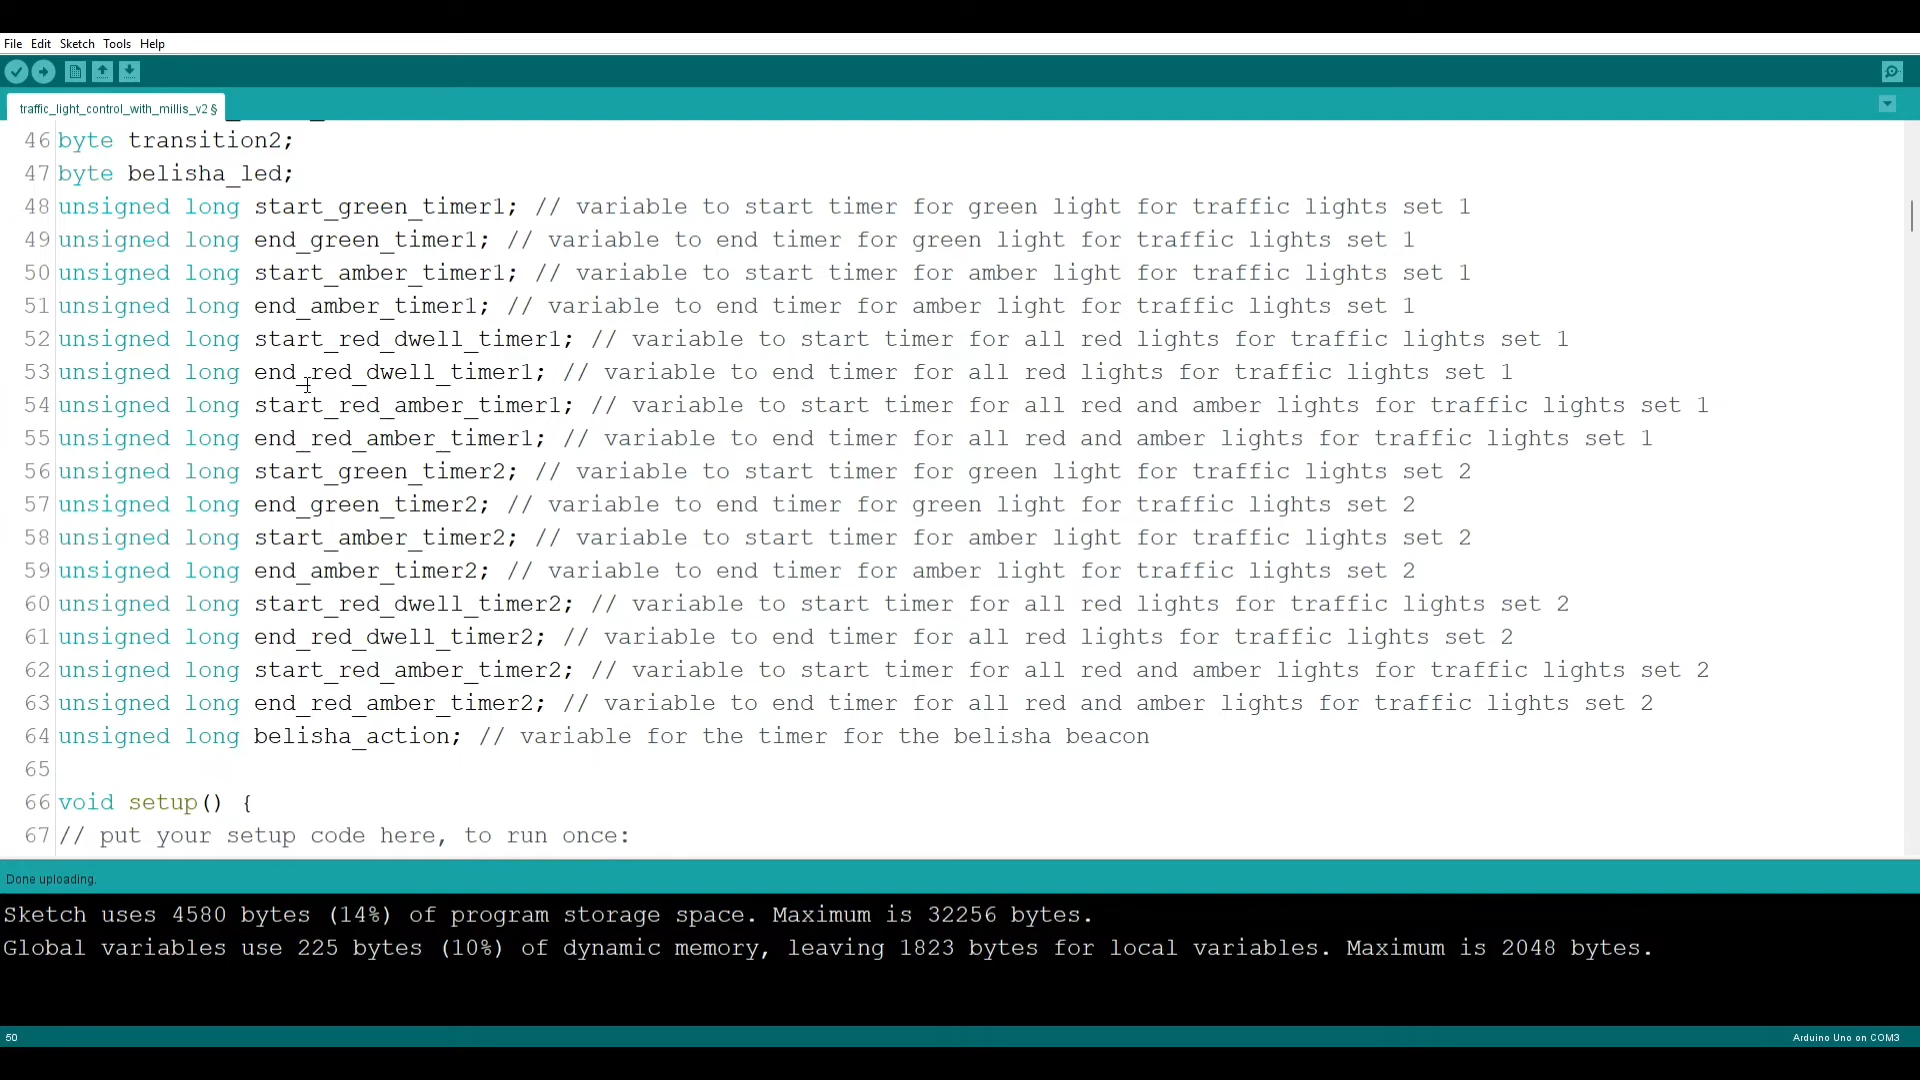 File Edit Sketch Tools Help
traffic_light_control_with_millis_v2 §
46 byte transition2;
47 byte belisha_led;
48 unsigned long start_green_timer1; // variable to start timer for green light for traffic lights set 1
49 unsigned long end_green_timer1; // variable to end timer for green light for traffic lights set 1
50 unsigned long start_amber_timer1; // variable to start timer for amber light for traffic lights set 1
51 unsigned long end_amber_timer1; // variable to end timer for amber light for traffic lights set 1
52 unsigned long start_red_dwell_timer1; // variable to start timer for all red lights for traffic lights set 1
53 unsigned long end_red_dwell_timer1; // variable to end timer for all red lights for traffic lights set 1
54 unsigned long start_red_amber_timer1; // variable to start timer for all red and amber lights for traffic lights set 1
55 unsigned long end_red_amber_timer1; // variable to end timer for all red and amber lights for traffic lights set 1
56 unsigned long start_green_timer2; // variable to start timer for green light for traffic lights set 2
57 unsigned long end_green_timer2; // variable to end timer for green light for traffic lights set 2
58 unsigned long start_amber_timer2; // variable to start timer for amber light for traffic lights set 2
59 unsigned long end_amber_timer2; // variable to end timer for amber light for traffic lights set 2
60 unsigned long start_red_dwell_timer2; // variable to start timer for all red lights for traffic lights set 2
61 unsigned long end_red_dwell_timer2; // variable to end timer for all red lights for traffic lights set 2
62 unsigned long start_red_amber_timer2; // variable to start timer for all red and amber lights for traffic lights set 2
63 unsigned long end_red_amber_timer2; // variable to end timer for all red and amber lights for traffic lights set 2
64 unsigned long belisha_action; // variable for the timer for the belisha beacon
65
66 void setup() {
67 // put your setup code here, to run once:
Done uploading.
Sketch uses 4580 bytes (14%) of program storage space. Maximum is 32256 bytes.
Global variables use 225 bytes (10%) of dynamic memory, leaving 1823 bytes for local variables. Maximum is 2048 bytes.
50 Arduino Uno on COM3